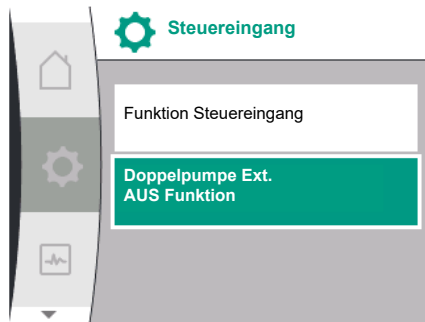 Steuereingang
Funktion Steuereingang
Doppelpumpe Ext.
AUS Funktion